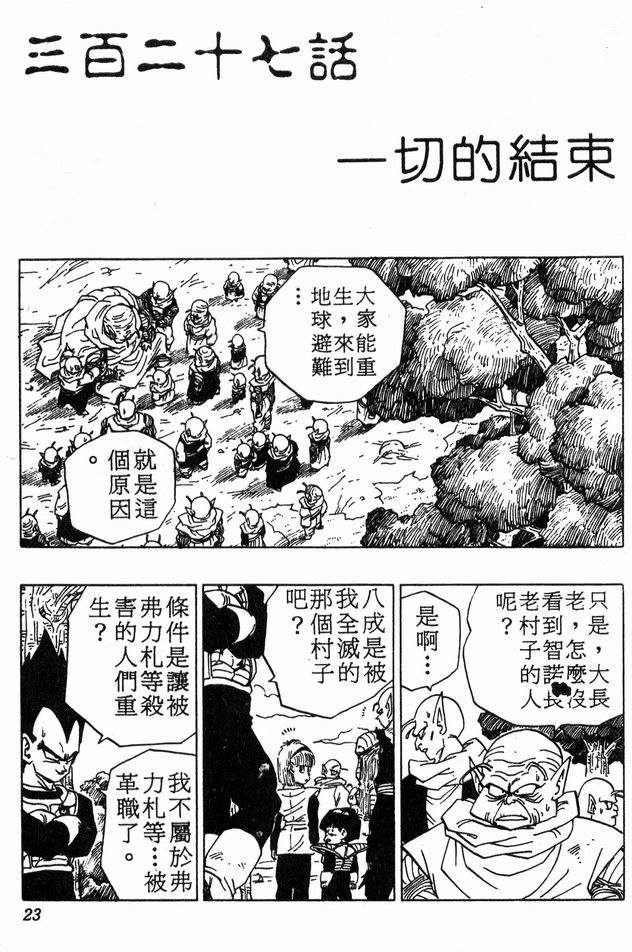 三百二十七話
一切的結束
大家能重
生，來到
地球避難
…
就是這
個原因
。
只是，大長
老，怎麼沒
看到智諾長
老村子的人
呢？
是啊…
八成是被
我全滅的
那個村子
吧？
條件是讓被
弗力札等殺
害的人們重
生？
我不屬於弗
力札等…被
革職了。
23